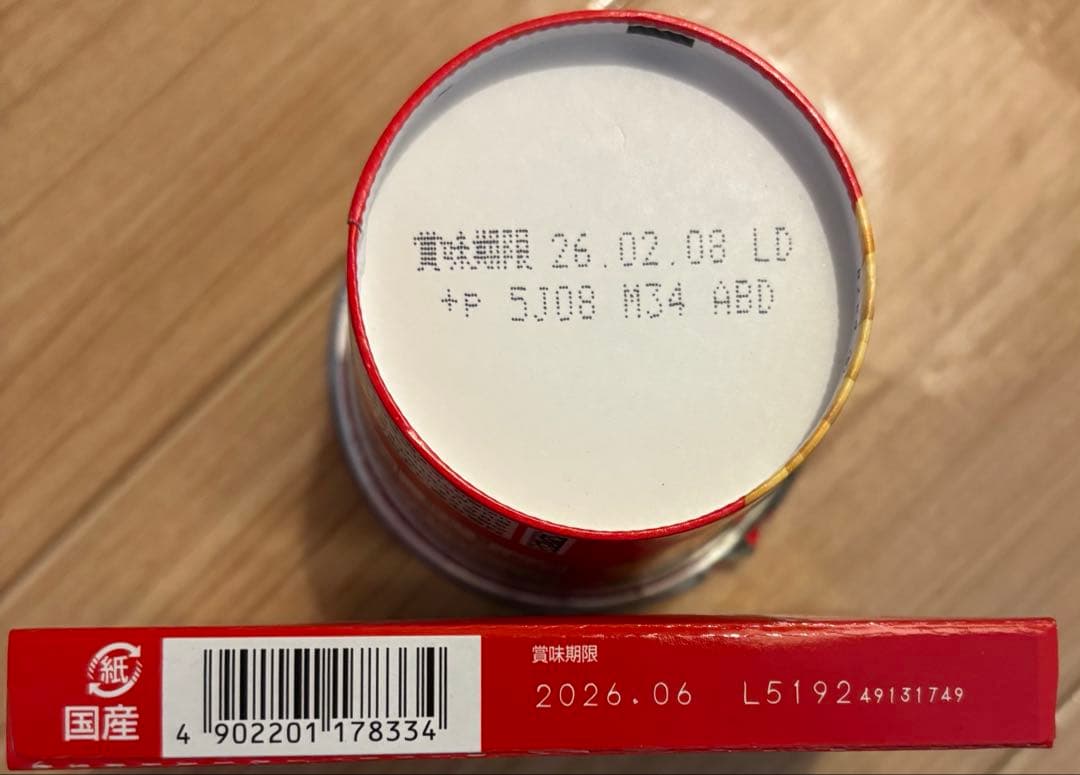 賞味期限 26.02.08 LD
+P 5J08 M34 ABD
紙
国産
4 902201 178334
賞味期限
2026.06 L5192 49131749